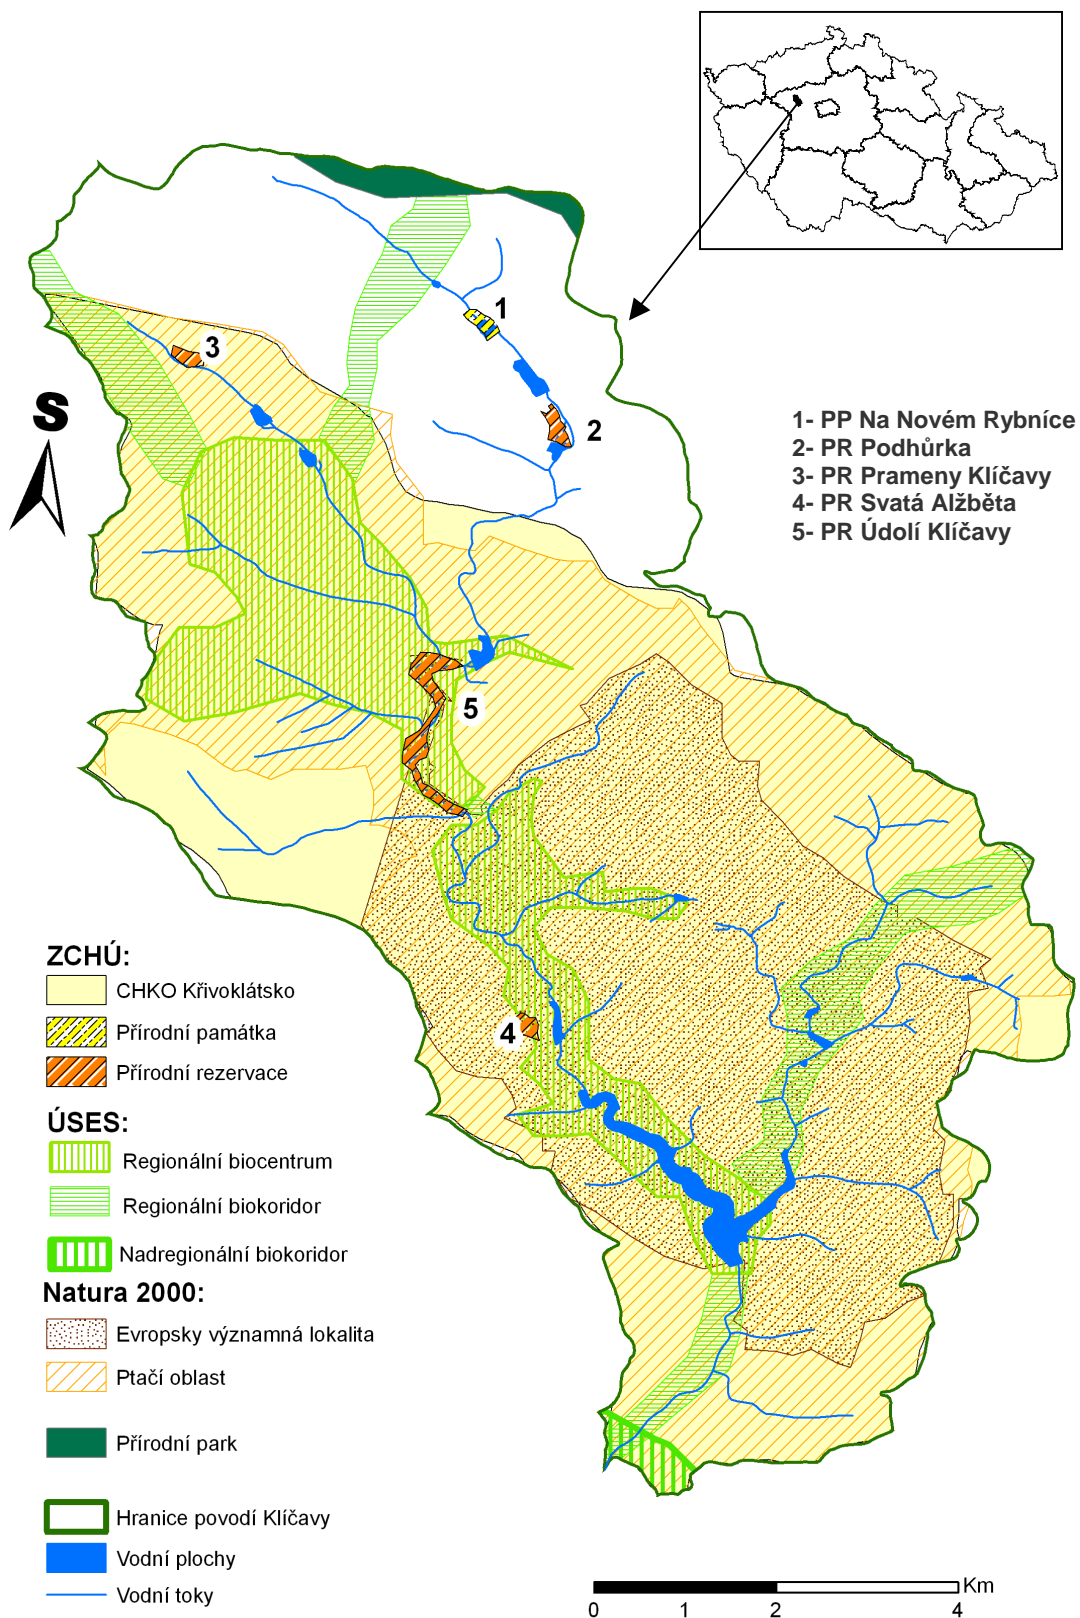 1
3
2
S
1- PP Na Novém Rybníce
2- PR Podhůrka
3- PR Prameny Klíčavy
4- PR Svatá Alžběta
5- PR Údolí Klíčavy
5
4
ZCHÚ:
CHKO Křivoklátsko
Přírodní památka
Přírodní rezervace
ÚSES:
Regionální biocentrum
Regionální biokoridor
Nadregionální biokoridor
Natura 2000:
Evropsky významná lokalita
Ptačí oblast
Přírodní park
Hranice povodí Klíčavy
Vodní plochy
Vodní toky
Km
0 1 2 4